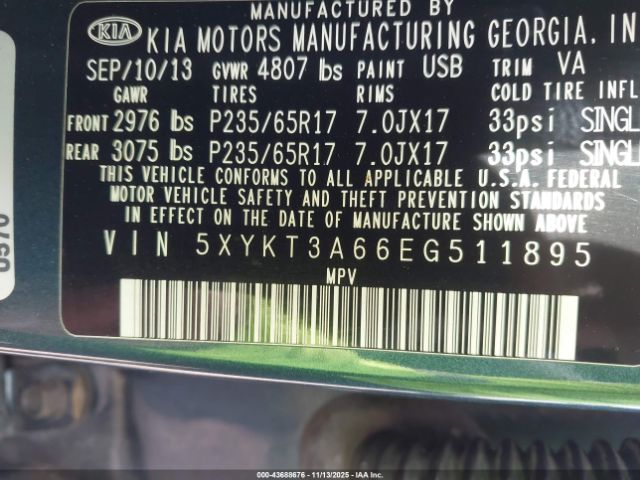 MANUFACTURED BY
KIA KIA MOTORS MANUFACTURING GEORGIA, IN
SEP/10/13 GVWR 4807 lbs PAINT USB TRIM VA
GAWR TIRES RIMS COLD TIRE INFL
FRONT 2976 lbs P235/65R17 7.0JX17 33psi SINGL
REAR 3075 lbs P235/65R17 7.0JX17 33psi SINGL
THIS VEHICLE CONFORMS TO ALL APPLICABLE U.S.A. FEDERAL
MOTOR VEHICLE SAFETY AND THEFT PREVENTION STANDARDS
IN EFFECT ON THE DATE OF MANUFACTURE SHOWN ABOVE.
VIN 5XYKT3A66EG511895
MPV
0570
000-43688676 | 11/13/2025 | IAA Inc.